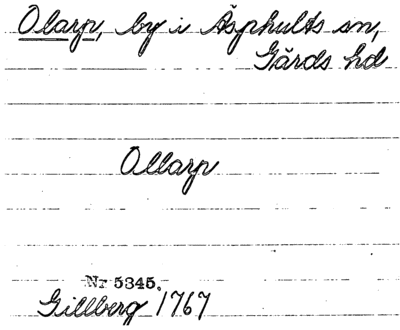 Olarp, by i Äsphults sn,
Gärds hd
Ollarp
Nr 5345.
Gillberg 1767